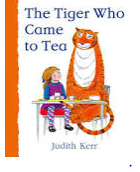 The Tiger Who
Came
to Tea
Judith Kerr